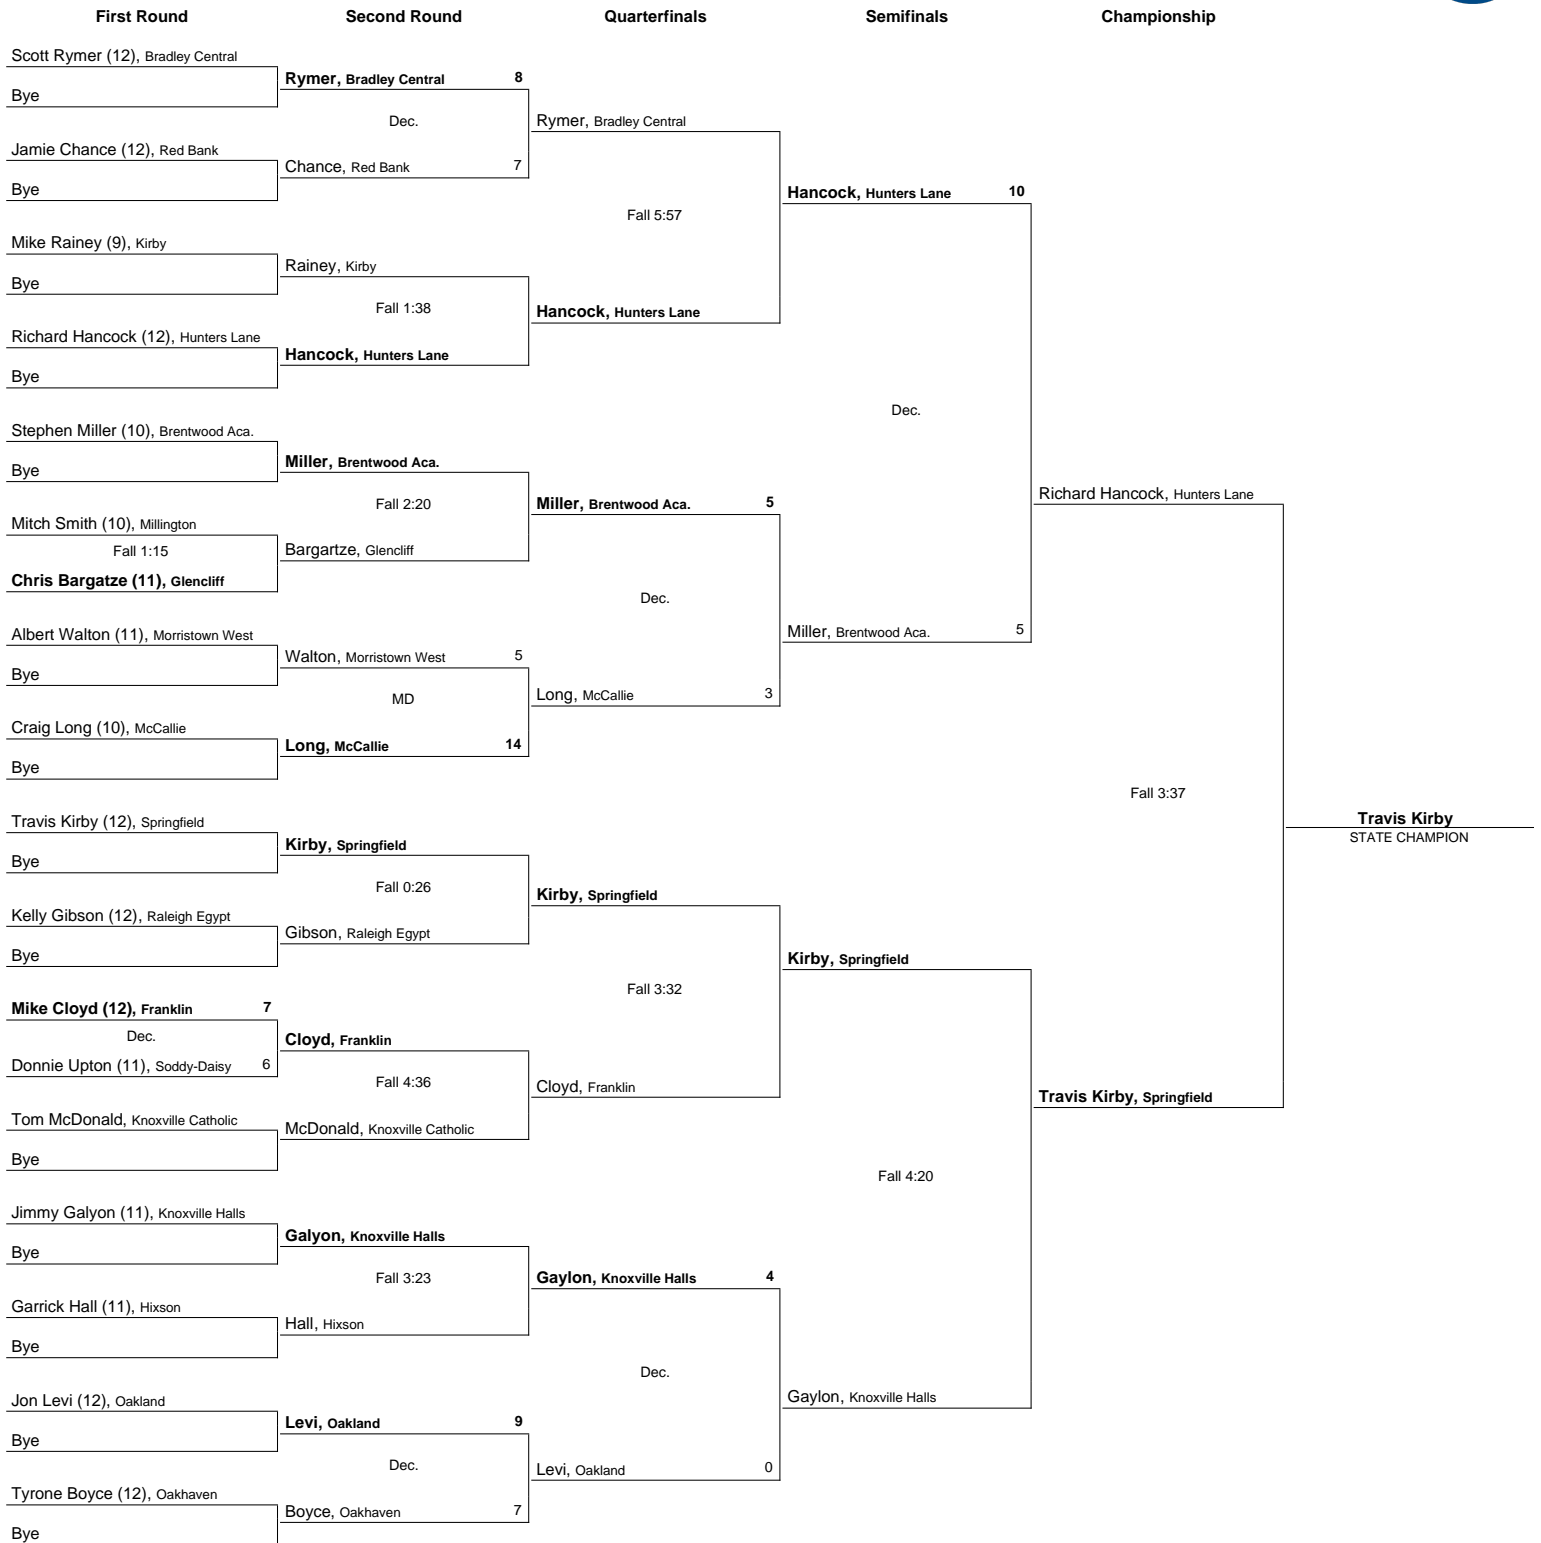 First Round
Second Round
Quarterfinals
Semifinals
Championship
Scott Rymer (12), Bradley Central
Bye
Jamie Chance (12), Red Bank
Bye
Mike Rainey (9), Kirby
Bye
Richard Hancock (12), Hunters Lane
Bye
Stephen Miller (10), Brentwood Aca.
Bye
Mitch Smith (10), Millington
Fall 1:15
Chris Bargatze (11), Glencliff
Albert Walton (11), Morristown West
Bye
Craig Long (10), McCallie
Bye
Travis Kirby (12), Springfield
Bye
Kelly Gibson (12), Raleigh Egypt
Bye
Mike Cloyd (12), Franklin 7
Dec.
Donnie Upton (11), Soddy-Daisy 6
Tom McDonald, Knoxville Catholic
Bye
Jimmy Galyon (11), Knoxville Halls
Bye
Garrick Hall (11), Hixson
Bye
Jon Levi (12), Oakland
Bye
Tyrone Boyce (12), Oakhaven
Bye
Rymer, Bradley Central 8
Dec.
Chance, Red Bank 7
Rainey, Kirby
Fall 1:38
Hancock, Hunters Lane
Miller, Brentwood Aca.
Fall 2:20
Bargartze, Glencliff
Walton, Morristown West 5
MD
Long, McCallie 14
Kirby, Springfield
Fall 0:26
Gibson, Raleigh Egypt
Cloyd, Franklin
Fall 4:36
McDonald, Knoxville Catholic
Galyon, Knoxville Halls
Fall 3:23
Hall, Hixson
Levi, Oakland 9
Dec.
Boyce, Oakhaven 7
Rymer, Bradley Central
Fall 5:57
Hancock, Hunters Lane
Miller, Brentwood Aca. 5
Dec.
Long, McCallie 3
Kirby, Springfield
Fall 3:32
Cloyd, Franklin
Gaylon, Knoxville Halls 4
Dec.
Levi, Oakland 0
Hancock, Hunters Lane 10
Dec.
Miller, Brentwood Aca. 5
Kirby, Springfield
Fall 4:20
Gaylon, Knoxville Halls
Richard Hancock, Hunters Lane
Fall 3:37
Travis Kirby, Springfield
Travis Kirby
STATE CHAMPION